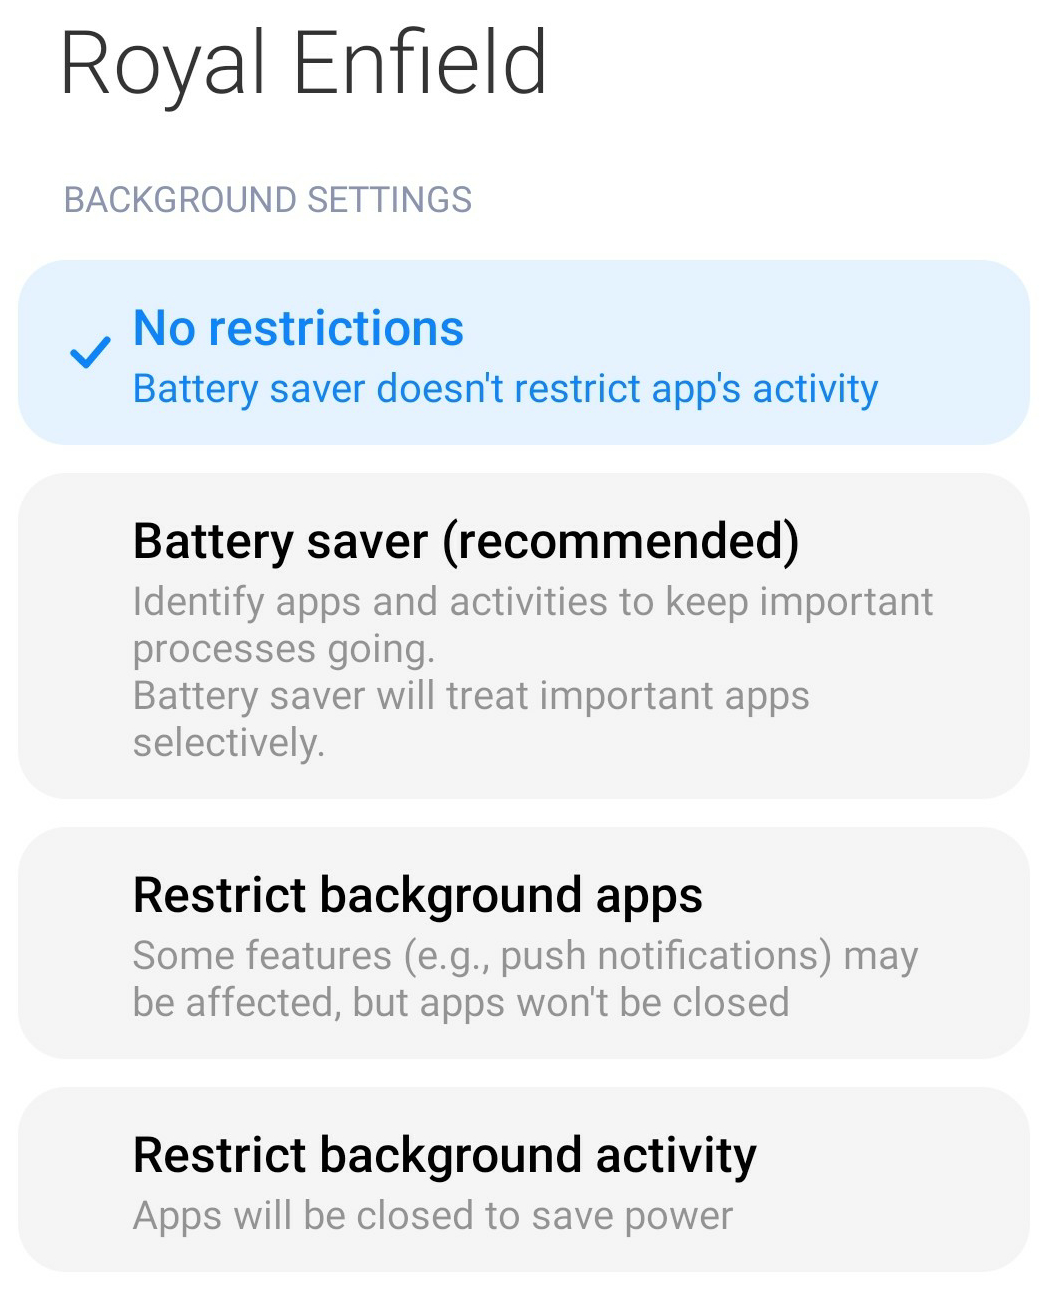 Royal Enfield
BACKGROUND SETTINGS
No restrictions
Battery saver doesn't restrict app's activity
Battery saver (recommended)
Identify apps and activities to keep important
processes going.
Battery saver will treat important apps
selectively.
Restrict background apps
Some features (e.g., push notifications) may
be affected, but apps won't be closed
Restrict background activity
Apps will be closed to save power